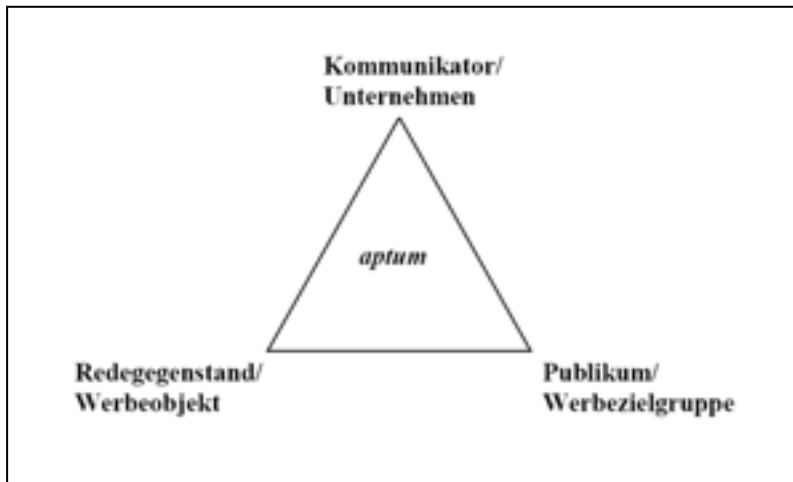 Kommunikator/
Unternehmen
aptum
Redegegenstand/
Werbeobjekt
Publikum/
Werbezielgruppe